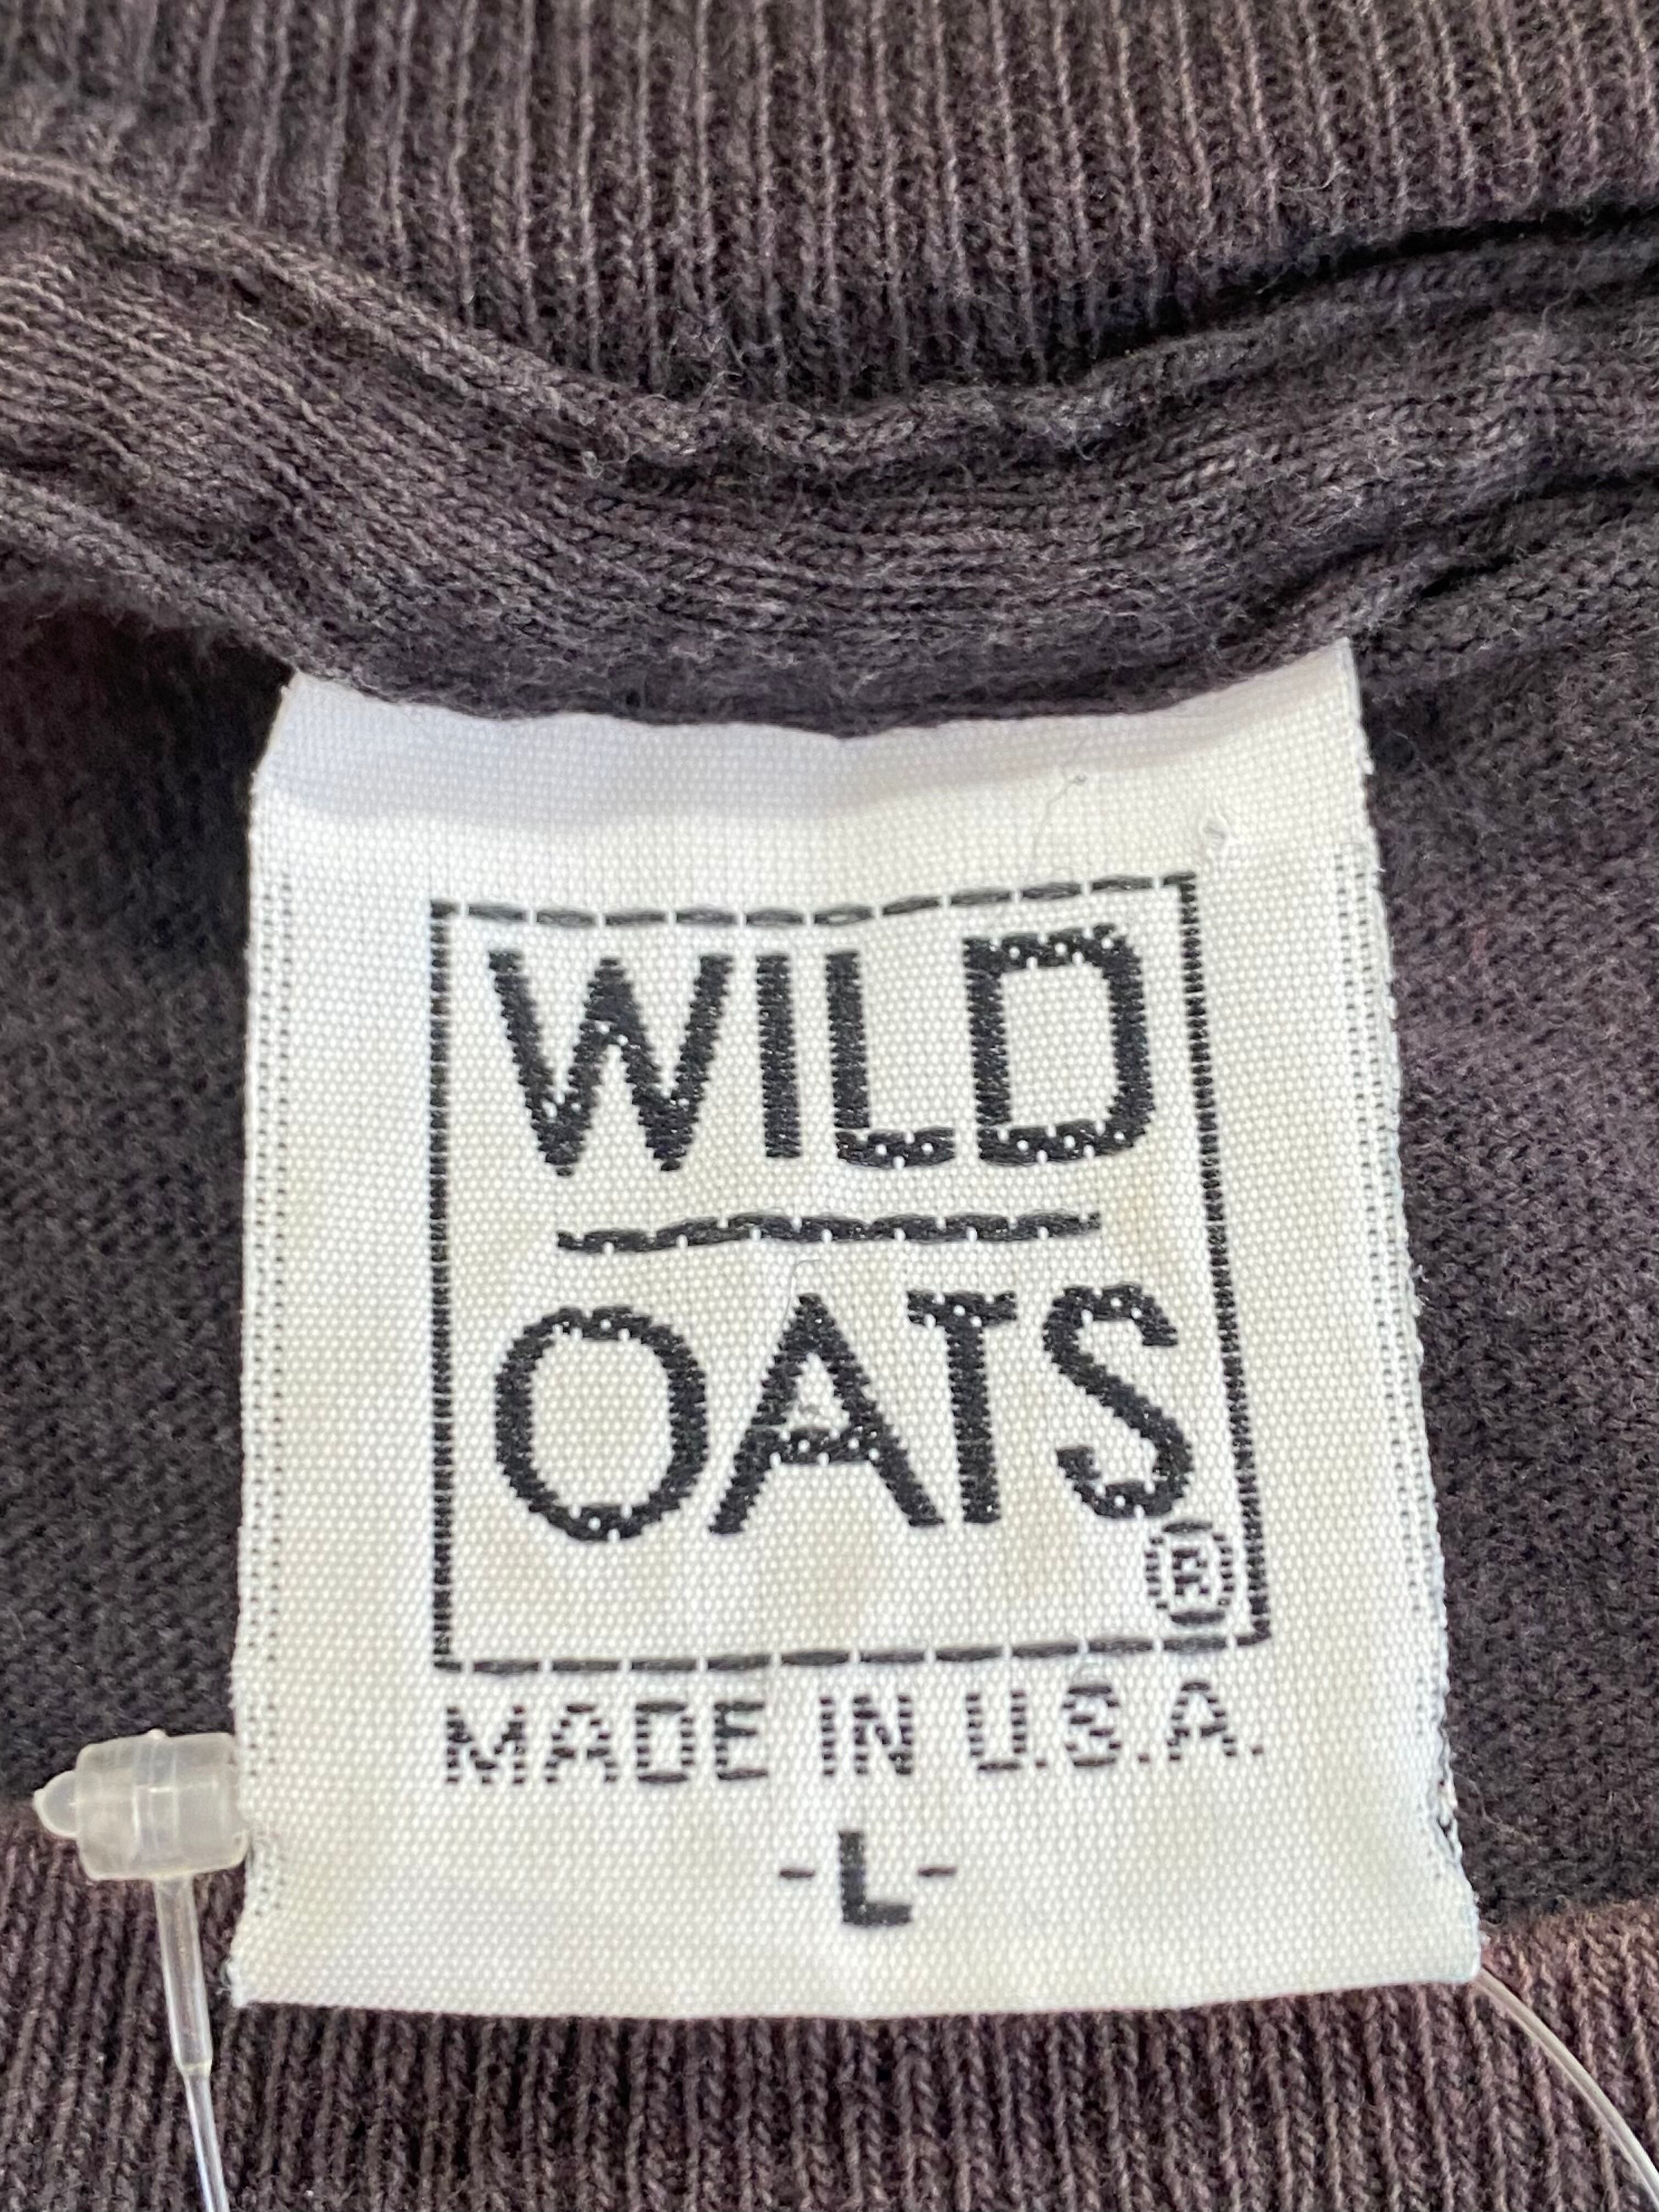 WILD
OATS®
MADE IN U.S.A.
-L-